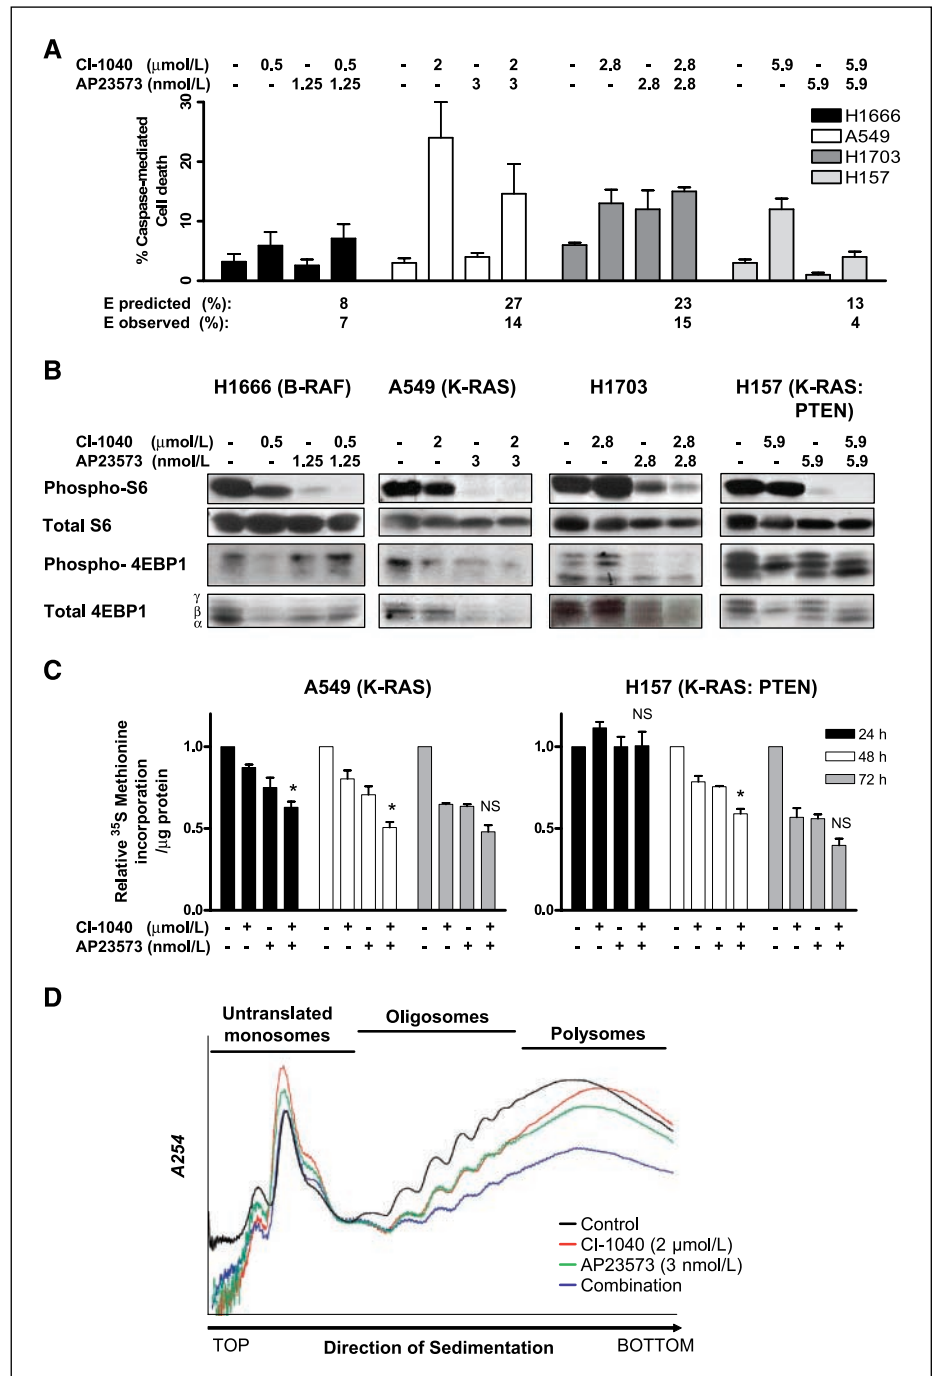 A
CI-1040 (μmol/L) - 0.5 - 0.5 - 2 - 2 - 2.8 - 2.8 - 5.9 - 5.9
AP23573 (nmol/L) - - 1.25 1.25 - - 3 3 - - 2.8 2.8 - - 5.9 5.9
% Caspase-mediated
Cell death
30
20
10
0
H1666
A549
H1703
H157
E predicted (%): 8 27 23 13
E observed (%): 7 14 15 4
B
H1666 (B-RAF) A549 (K-RAS) H1703 H157 (K-RAS:
PTEN)
CI-1040 (μmol/L) - 0.5 - 0.5 - 2 - 2 - 2.8 - 2.8 - 5.9 - 5.9
AP23573 (nmol/L - - 1.25 1.25 - - 3 3 - - 2.8 2.8 - - 5.9 5.9
Phospho-S6
Total S6
Phospho- 4EBP1
Total 4EBP1
γ
β
α
C
A549 (K-RAS) H157 (K-RAS: PTEN)
Relative 35S Methionine
incorporation
/μg protein
1.0
0.5
0.0
* * NS
1.0
0.5
0.0
NS * NS
24 h
48 h
72 h
CI-1040 (μmol/L) - + - + - + - + - + - + - + - + - + - + - + - +
AP23573 (nmol/L) - - + + - - + + - - + + - - + + - - + + - - + +
D
Untranslated
monosomes
Oligosomes
Polysomes
A254
Control
CI-1040 (2 μmol/L)
AP23573 (3 nmol/L)
Combination
TOP Direction of Sedimentation BOTTOM